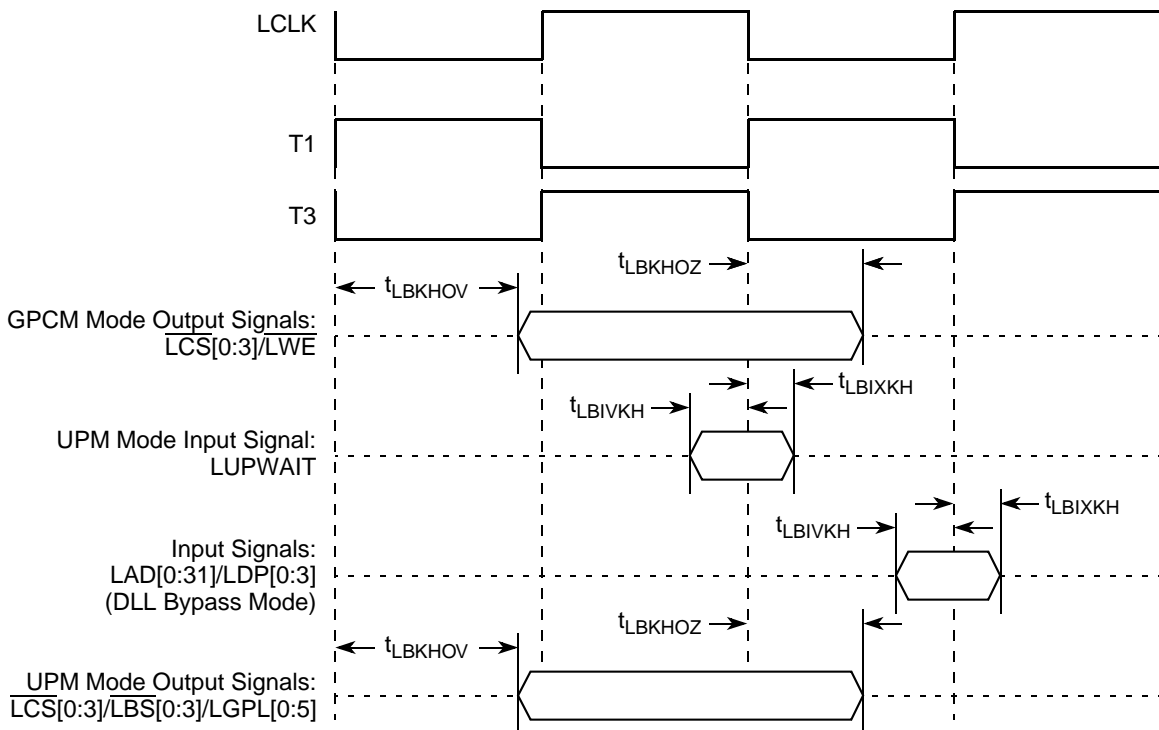 LCLK
T1
T3
tLBKHOZ
tLBKHOV
GPCM Mode Output Signals:
LCS[0:3]/LWE
tLBIXKH
tLBIVKH
UPM Mode Input Signal:
LUPWAIT
tLBIXKH
tLBIVKH
Input Signals:
LAD[0:31]/LDP[0:3]
(DLL Bypass Mode)
tLBKHOZ
tLBKHOV
UPM Mode Output Signals:
LCS[0:3]/LBS[0:3]/LGPL[0:5]